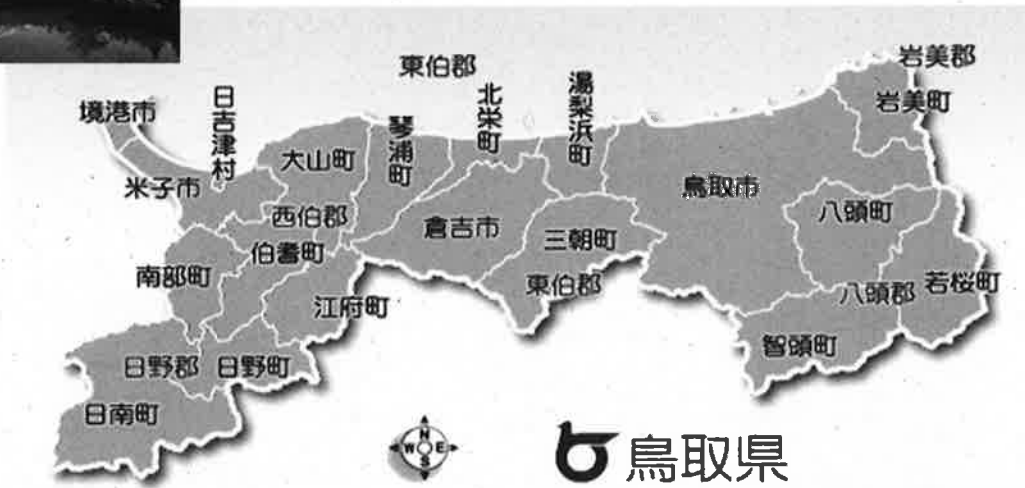 東伯郡
岩美郡
境港市
日吉津村
琴浦町
北栄町
湯梨浜町
岩美町
大山町
米子市
鳥取市
八頭町
西伯郡
倉吉市
三朝町
伯耆町
南部町
東伯郡
八頭郡
若桜町
江府町
智頭町
日野郡
日野町
日南町
N
W E
S
鳥取県